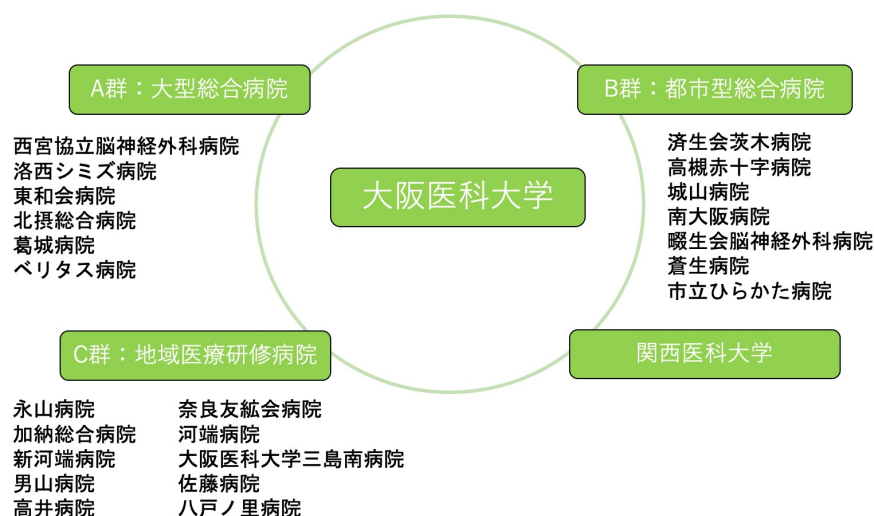 A群：大型総合病院
西宮協立脳神経外科病院
洛西シミズ病院
東和会病院
北摂総合病院
葛城病院
ベリタス病院
大阪医科大学
B群：都市型総合病院
済生会茨木病院
高槻赤十字病院
城山病院
南大阪病院
畷生会脳神経外科病院
蒼生病院
市立ひらかた病院
C群：地域医療研修病院
永山病院
加納総合病院
新河端病院
男山病院
高井病院
奈良友紘会病院
河端病院
大阪医科大学三島南病院
佐藤病院
八戸ノ里病院
関西医科大学